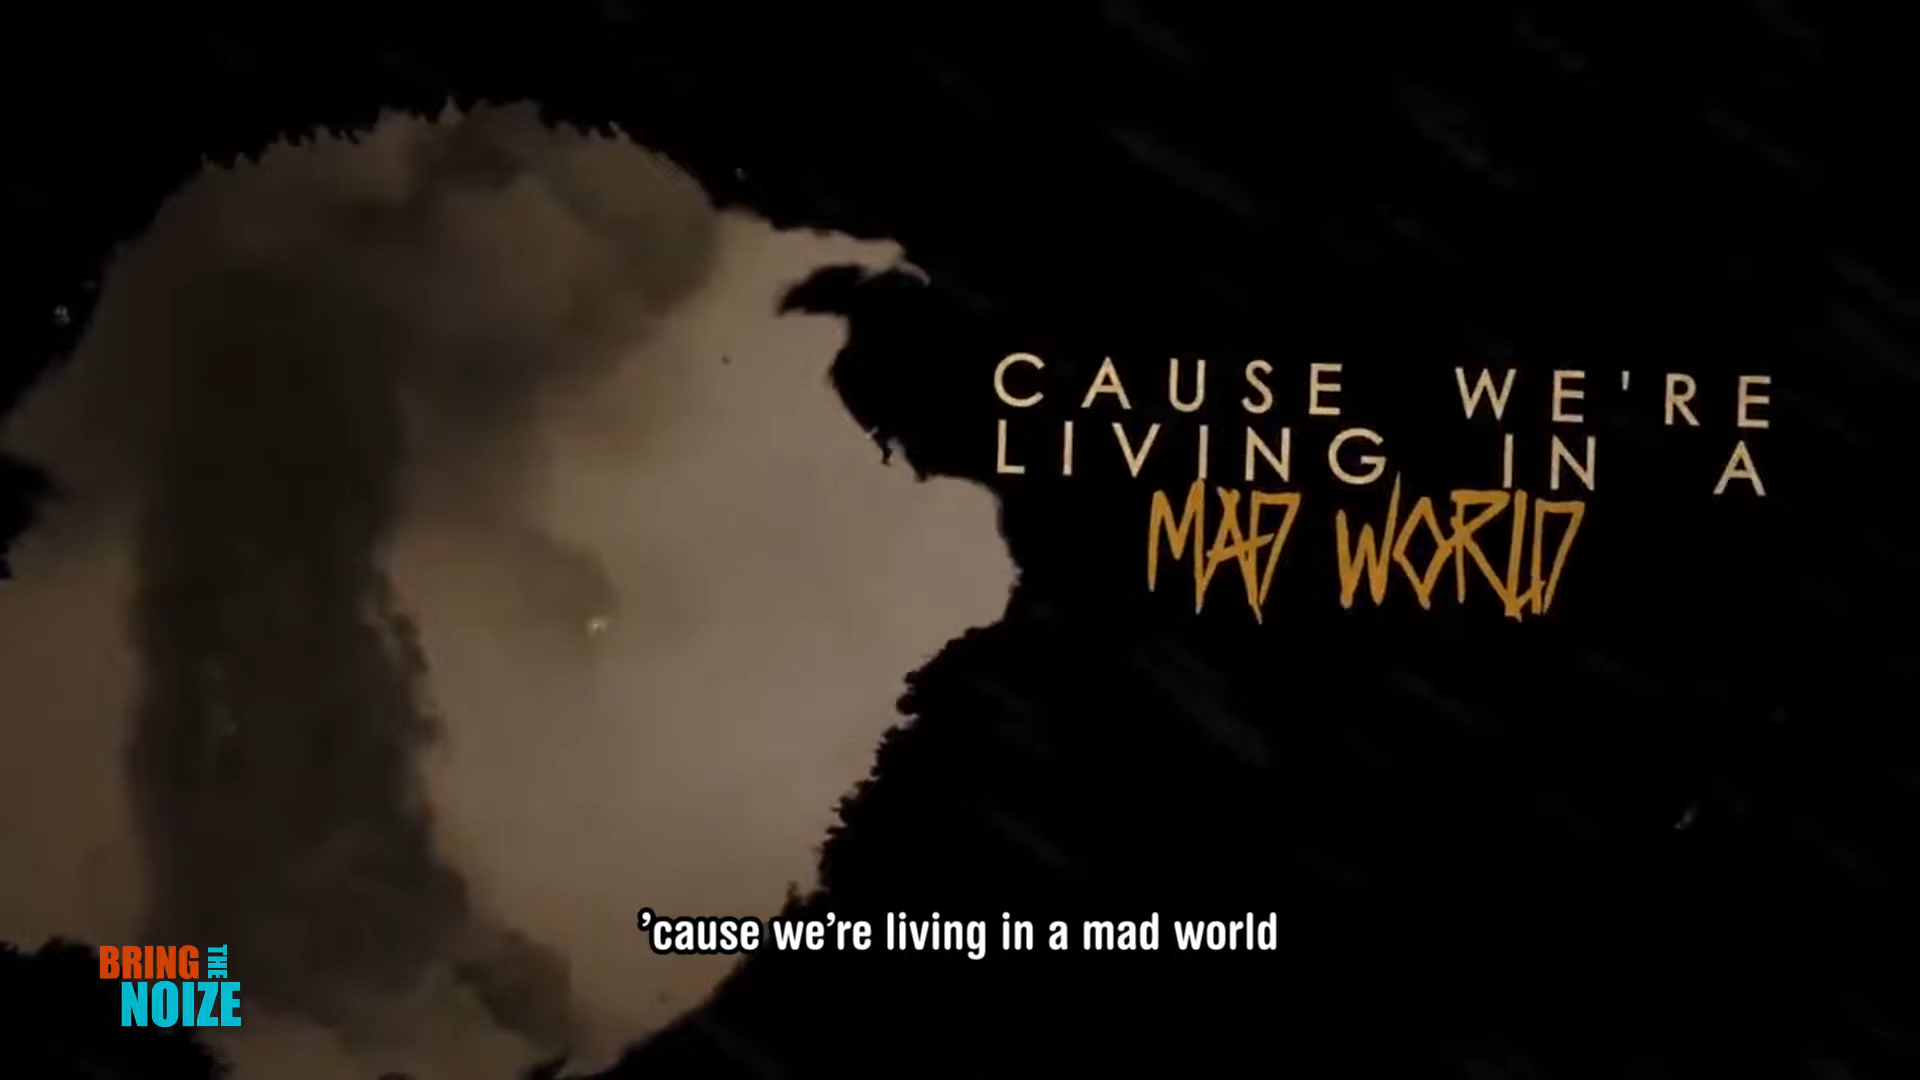 CAUSE WE'RE
LIVING IN A
MAD WORLD
’cause we’re living in a mad world
BRING THE
NOIZE